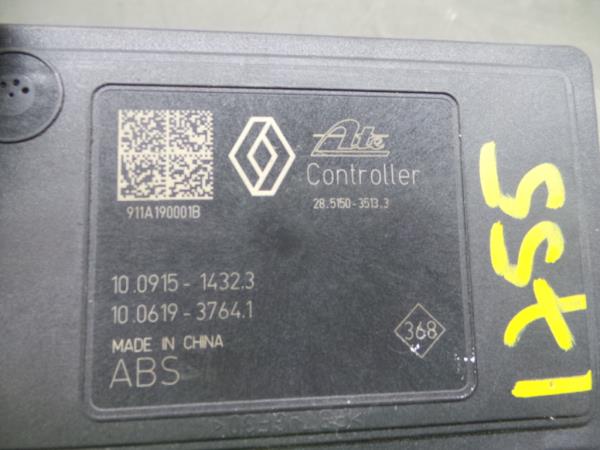 Ate
Controller
28.5150-3513.3
911A190001B
10.0915-1432.3
10.0619-3764.1
MADE IN CHINA
ABS
368